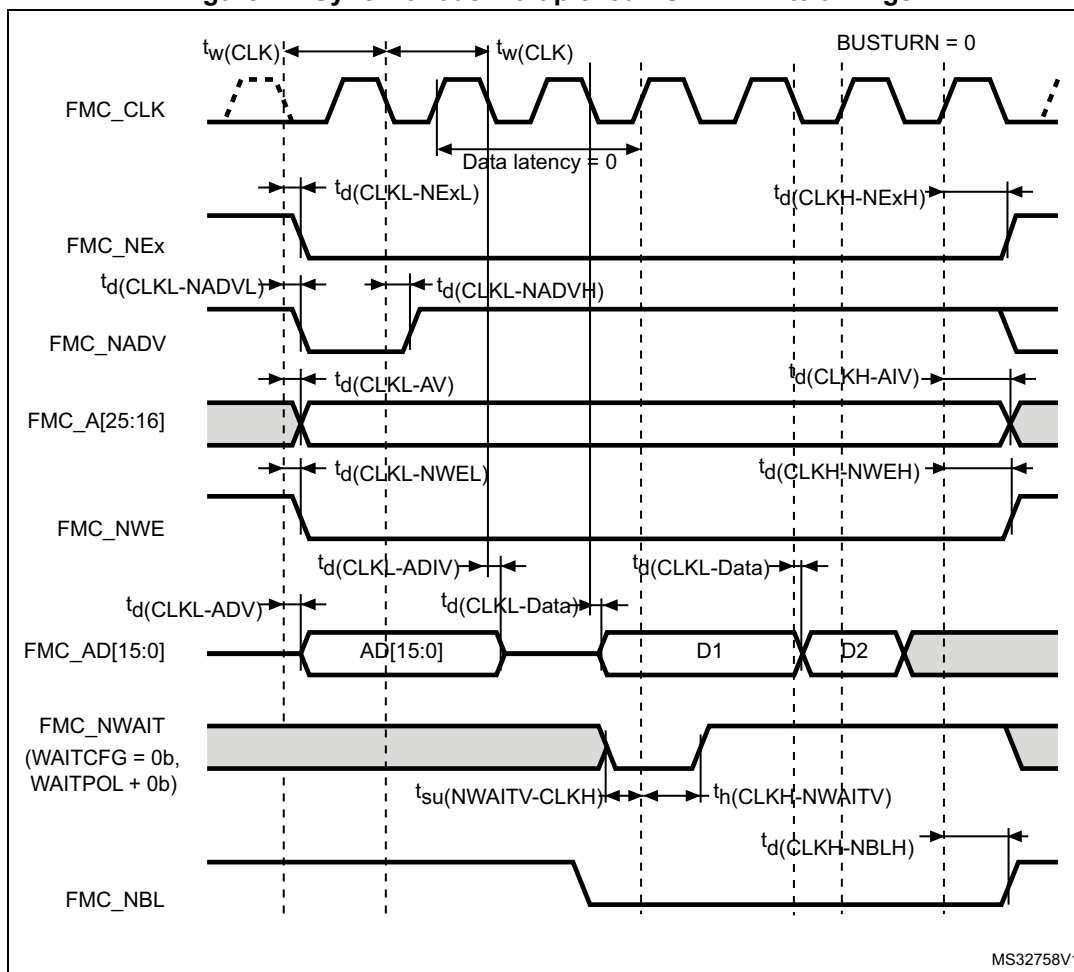 tw(CLK) tw(CLK) BUSTURN = 0
FMC_CLK
Data latency = 0
td(CLKL-NExL) td(CLKH-NExH)
FMC_NEx
td(CLKL-NADVL) td(CLKL-NADVH)
FMC_NADV
td(CLKL-AV) td(CLKH-AIV)
FMC_A[25:16]
td(CLKL-NWEL) td(CLKH-NWEH)
FMC_NWE
td(CLKL-ADIV) td(CLKL-Data)
td(CLKL-ADV) td(CLKL-Data)
FMC_AD[15:0] AD[15:0] D1 D2
FMC_NWAIT
(WAITCFG = 0b,
WAITPOL + 0b)
tsu(NWAITV-CLKH) th(CLKH-NWAITV)
td(CLKH-NBLH)
FMC_NBL